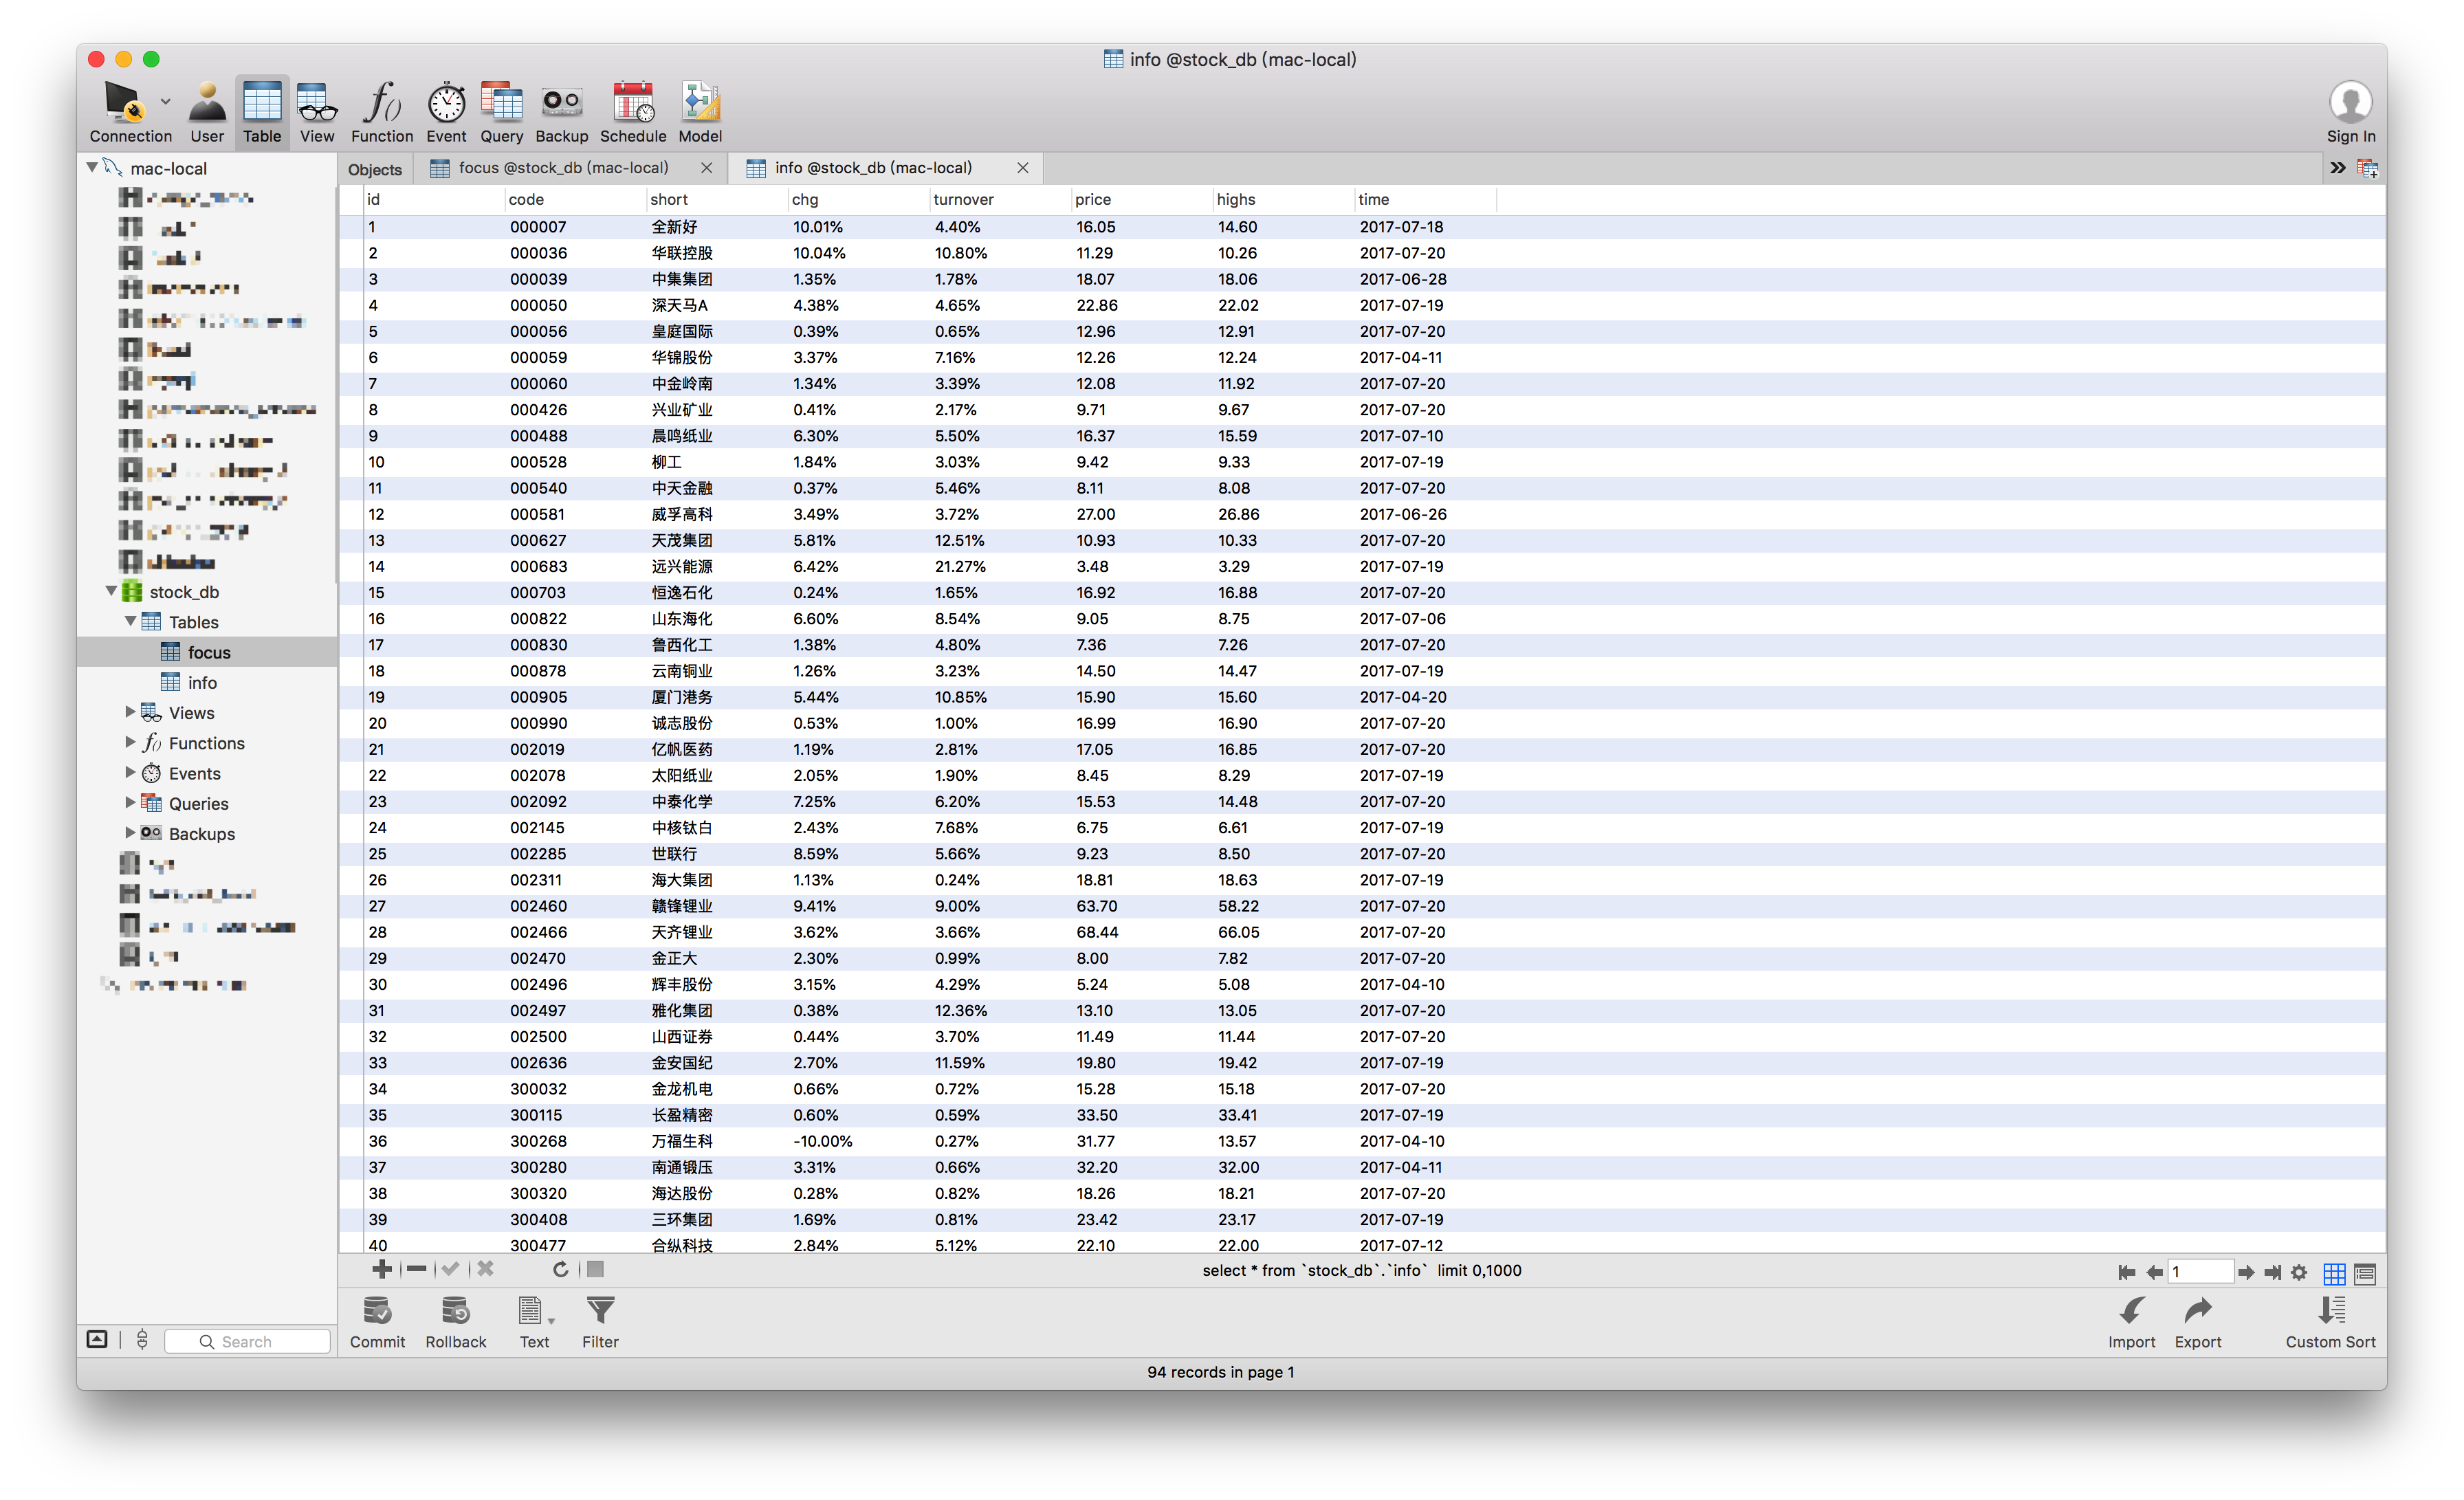 info @stock_db (mac-local)
Connection User Table View Function Event Query Backup Schedule Model Sign In
mac-local
Objects focus @stock_db (mac-local) info @stock_db (mac-local)
id code short chg turnover price highs time
1 000007 全新好 10.01% 4.40% 16.05 14.60 2017-07-18
2 000036 华联控股 10.04% 10.80% 11.29 10.26 2017-07-20
3 000039 中集集团 1.35% 1.78% 18.07 18.06 2017-06-28
4 000050 深天马A 4.38% 4.65% 22.86 22.02 2017-07-19
5 000056 皇庭国际 0.39% 0.65% 12.96 12.91 2017-07-20
6 000059 华锦股份 3.37% 7.16% 12.26 12.24 2017-04-11
7 000060 中金岭南 1.34% 3.39% 12.08 11.92 2017-07-20
8 000426 兴业矿业 0.41% 2.17% 9.71 9.67 2017-07-20
9 000488 晨鸣纸业 6.30% 5.50% 16.37 15.59 2017-07-10
10 000528 柳工 1.84% 3.03% 9.42 9.33 2017-07-19
11 000540 中天金融 0.37% 5.46% 8.11 8.08 2017-07-20
12 000581 威孚高科 3.49% 3.72% 27.00 26.86 2017-06-26
13 000627 天茂集团 5.81% 12.51% 10.93 10.33 2017-07-20
14 000683 远兴能源 6.42% 21.27% 3.48 3.29 2017-07-19
15 000703 恒逸石化 0.24% 1.65% 16.92 16.88 2017-07-20
16 000822 山东海化 6.60% 8.54% 9.05 8.75 2017-07-06
17 000830 鲁西化工 1.38% 4.80% 7.36 7.26 2017-07-20
18 000878 云南铜业 1.26% 3.23% 14.50 14.47 2017-07-19
19 000905 厦门港务 5.44% 10.85% 15.90 15.60 2017-04-20
20 000990 诚志股份 0.53% 1.00% 16.99 16.90 2017-07-20
21 002019 亿帆医药 1.19% 2.81% 17.05 16.85 2017-07-20
22 002078 太阳纸业 2.05% 1.90% 8.45 8.29 2017-07-19
23 002092 中泰化学 7.25% 6.20% 15.53 14.48 2017-07-20
24 002145 中核钛白 2.43% 7.68% 6.75 6.61 2017-07-19
25 002285 世联行 8.59% 5.66% 9.23 8.50 2017-07-20
26 002311 海大集团 1.13% 0.24% 18.81 18.63 2017-07-19
27 002460 赣锋锂业 9.41% 9.00% 63.70 58.22 2017-07-20
28 002466 天齐锂业 3.62% 3.66% 68.44 66.05 2017-07-20
29 002470 金正大 2.30% 0.99% 8.00 7.82 2017-07-20
30 002496 辉丰股份 3.15% 4.29% 5.24 5.08 2017-04-10
31 002497 雅化集团 0.38% 12.36% 13.10 13.05 2017-07-20
32 002500 山西证券 0.44% 3.70% 11.49 11.44 2017-07-20
33 002636 金安国纪 2.70% 11.59% 19.80 19.42 2017-07-19
34 300032 金龙机电 0.66% 0.72% 15.28 15.18 2017-07-20
35 300115 长盈精密 0.60% 0.59% 33.50 33.41 2017-07-19
36 300268 万福生科 -10.00% 0.27% 31.77 13.57 2017-04-10
37 300280 南通锻压 3.31% 0.66% 32.20 32.00 2017-04-11
38 300320 海达股份 0.28% 0.82% 18.26 18.21 2017-07-20
39 300408 三环集团 1.69% 0.81% 23.42 23.17 2017-07-19
40 300477 合纵科技 2.84% 5.12% 22.10 22.00 2017-07-12
stock_db
Tables
focus
info
Views
Functions
Events
Queries
Backups
select * from `stock_db`.`info` limit 0,1000
1
Search
Commit Rollback Text Filter Import Export Custom Sort
94 records in page 1